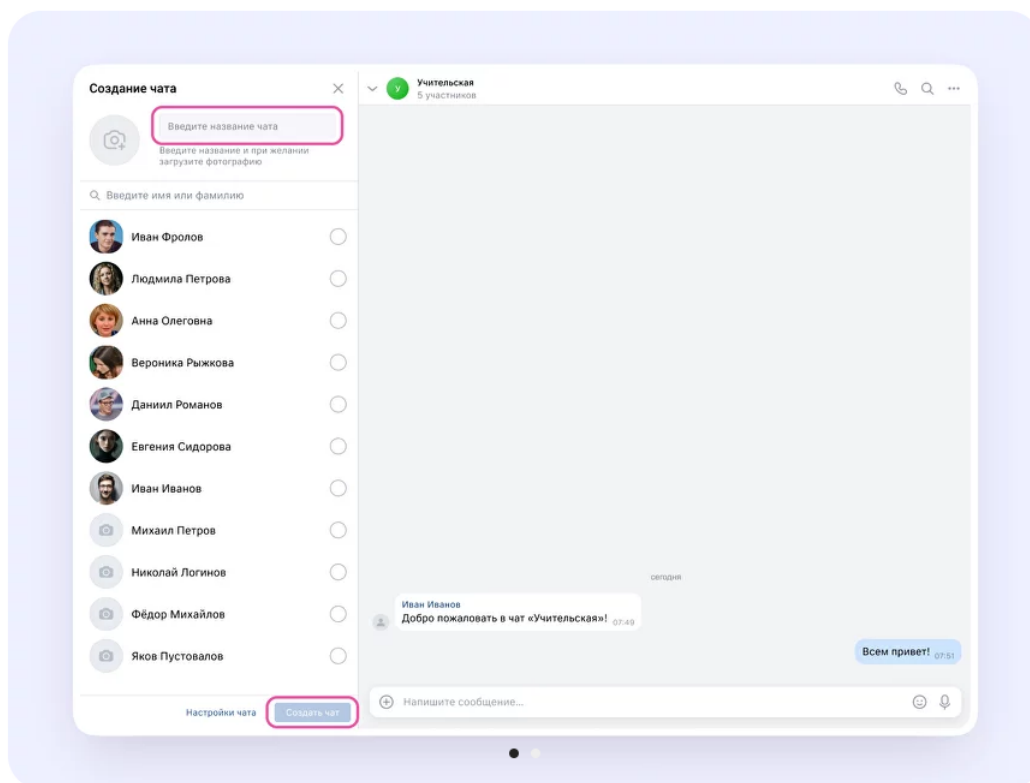 Создание чата
Введите название чата
Введите название и при желании
загрузите фотографию
Введите имя или фамилию
Иван Фролов
Людмила Петрова
Анна Олеговна
Вероника Рыжкова
Даниил Романов
Евгения Сидорова
Иван Иванов
Михаил Петров
Николай Логинов
Фёдор Михайлов
Яков Пустовалов
Настройки чата
Создать чат
У
Учительская
5 участников
сегодня
Иван Иванов
Добро пожаловать в чат «Учительская»! 07:49
Всем привет! 07:51
Напишите сообщение...